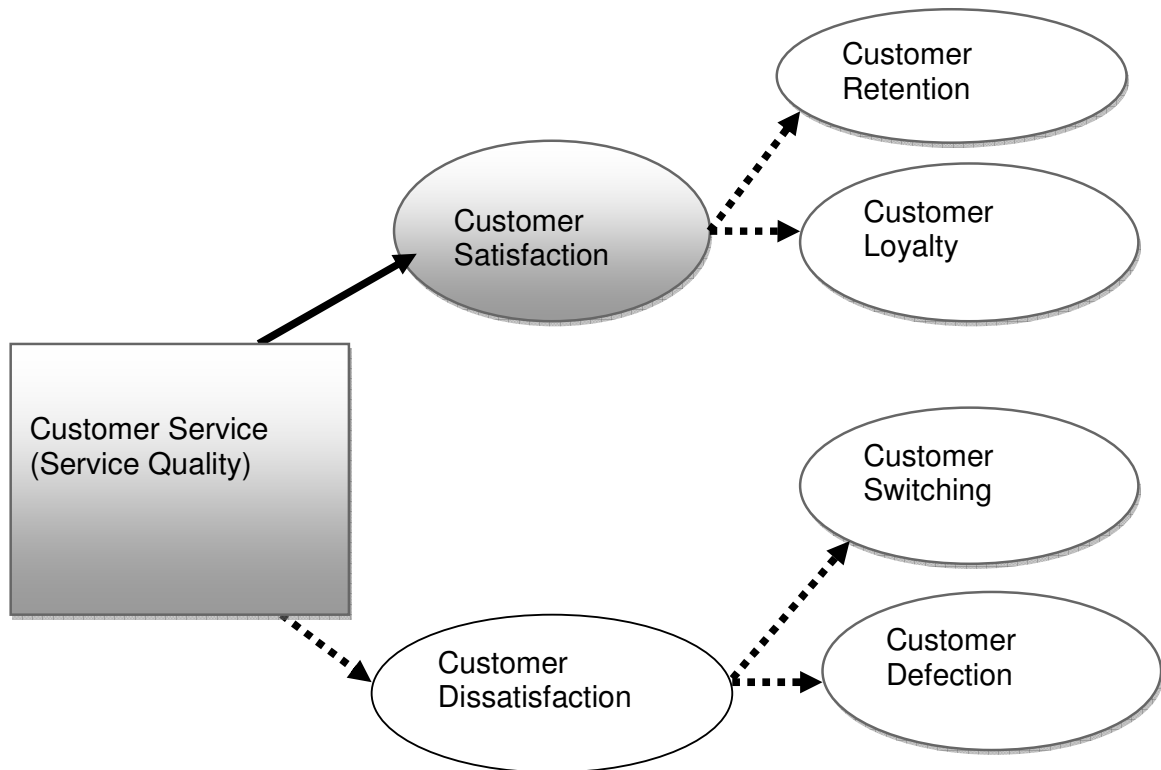 Customer
Retention
Customer
Satisfaction
Customer
Loyalty
Customer Service
(Service Quality)
Customer
Switching
Customer
Dissatisfaction
Customer
Defection